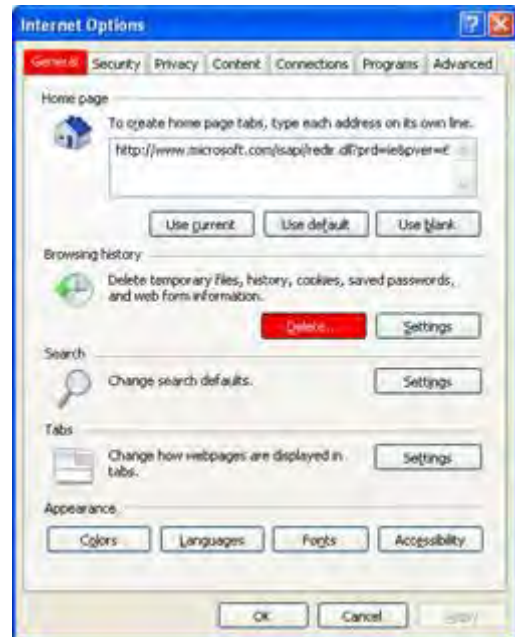 Internet Options
General Security Privacy Content Connections Programs Advanced
Home page
To create home page tabs, type each address on its own line.
http://www.microsoft.com/isapi/redir.dll?prd=ie&pver=6
Use current Use default Use blank
Browsing history
Delete temporary files, history, cookies, saved passwords,
and web form information.
Delete... Settings
Search
Change search defaults.
Settings
Tabs
Change how webpages are displayed in
tabs.
Settings
Appearance
Colors Languages Fonts Accessibility
OK Cancel Apply